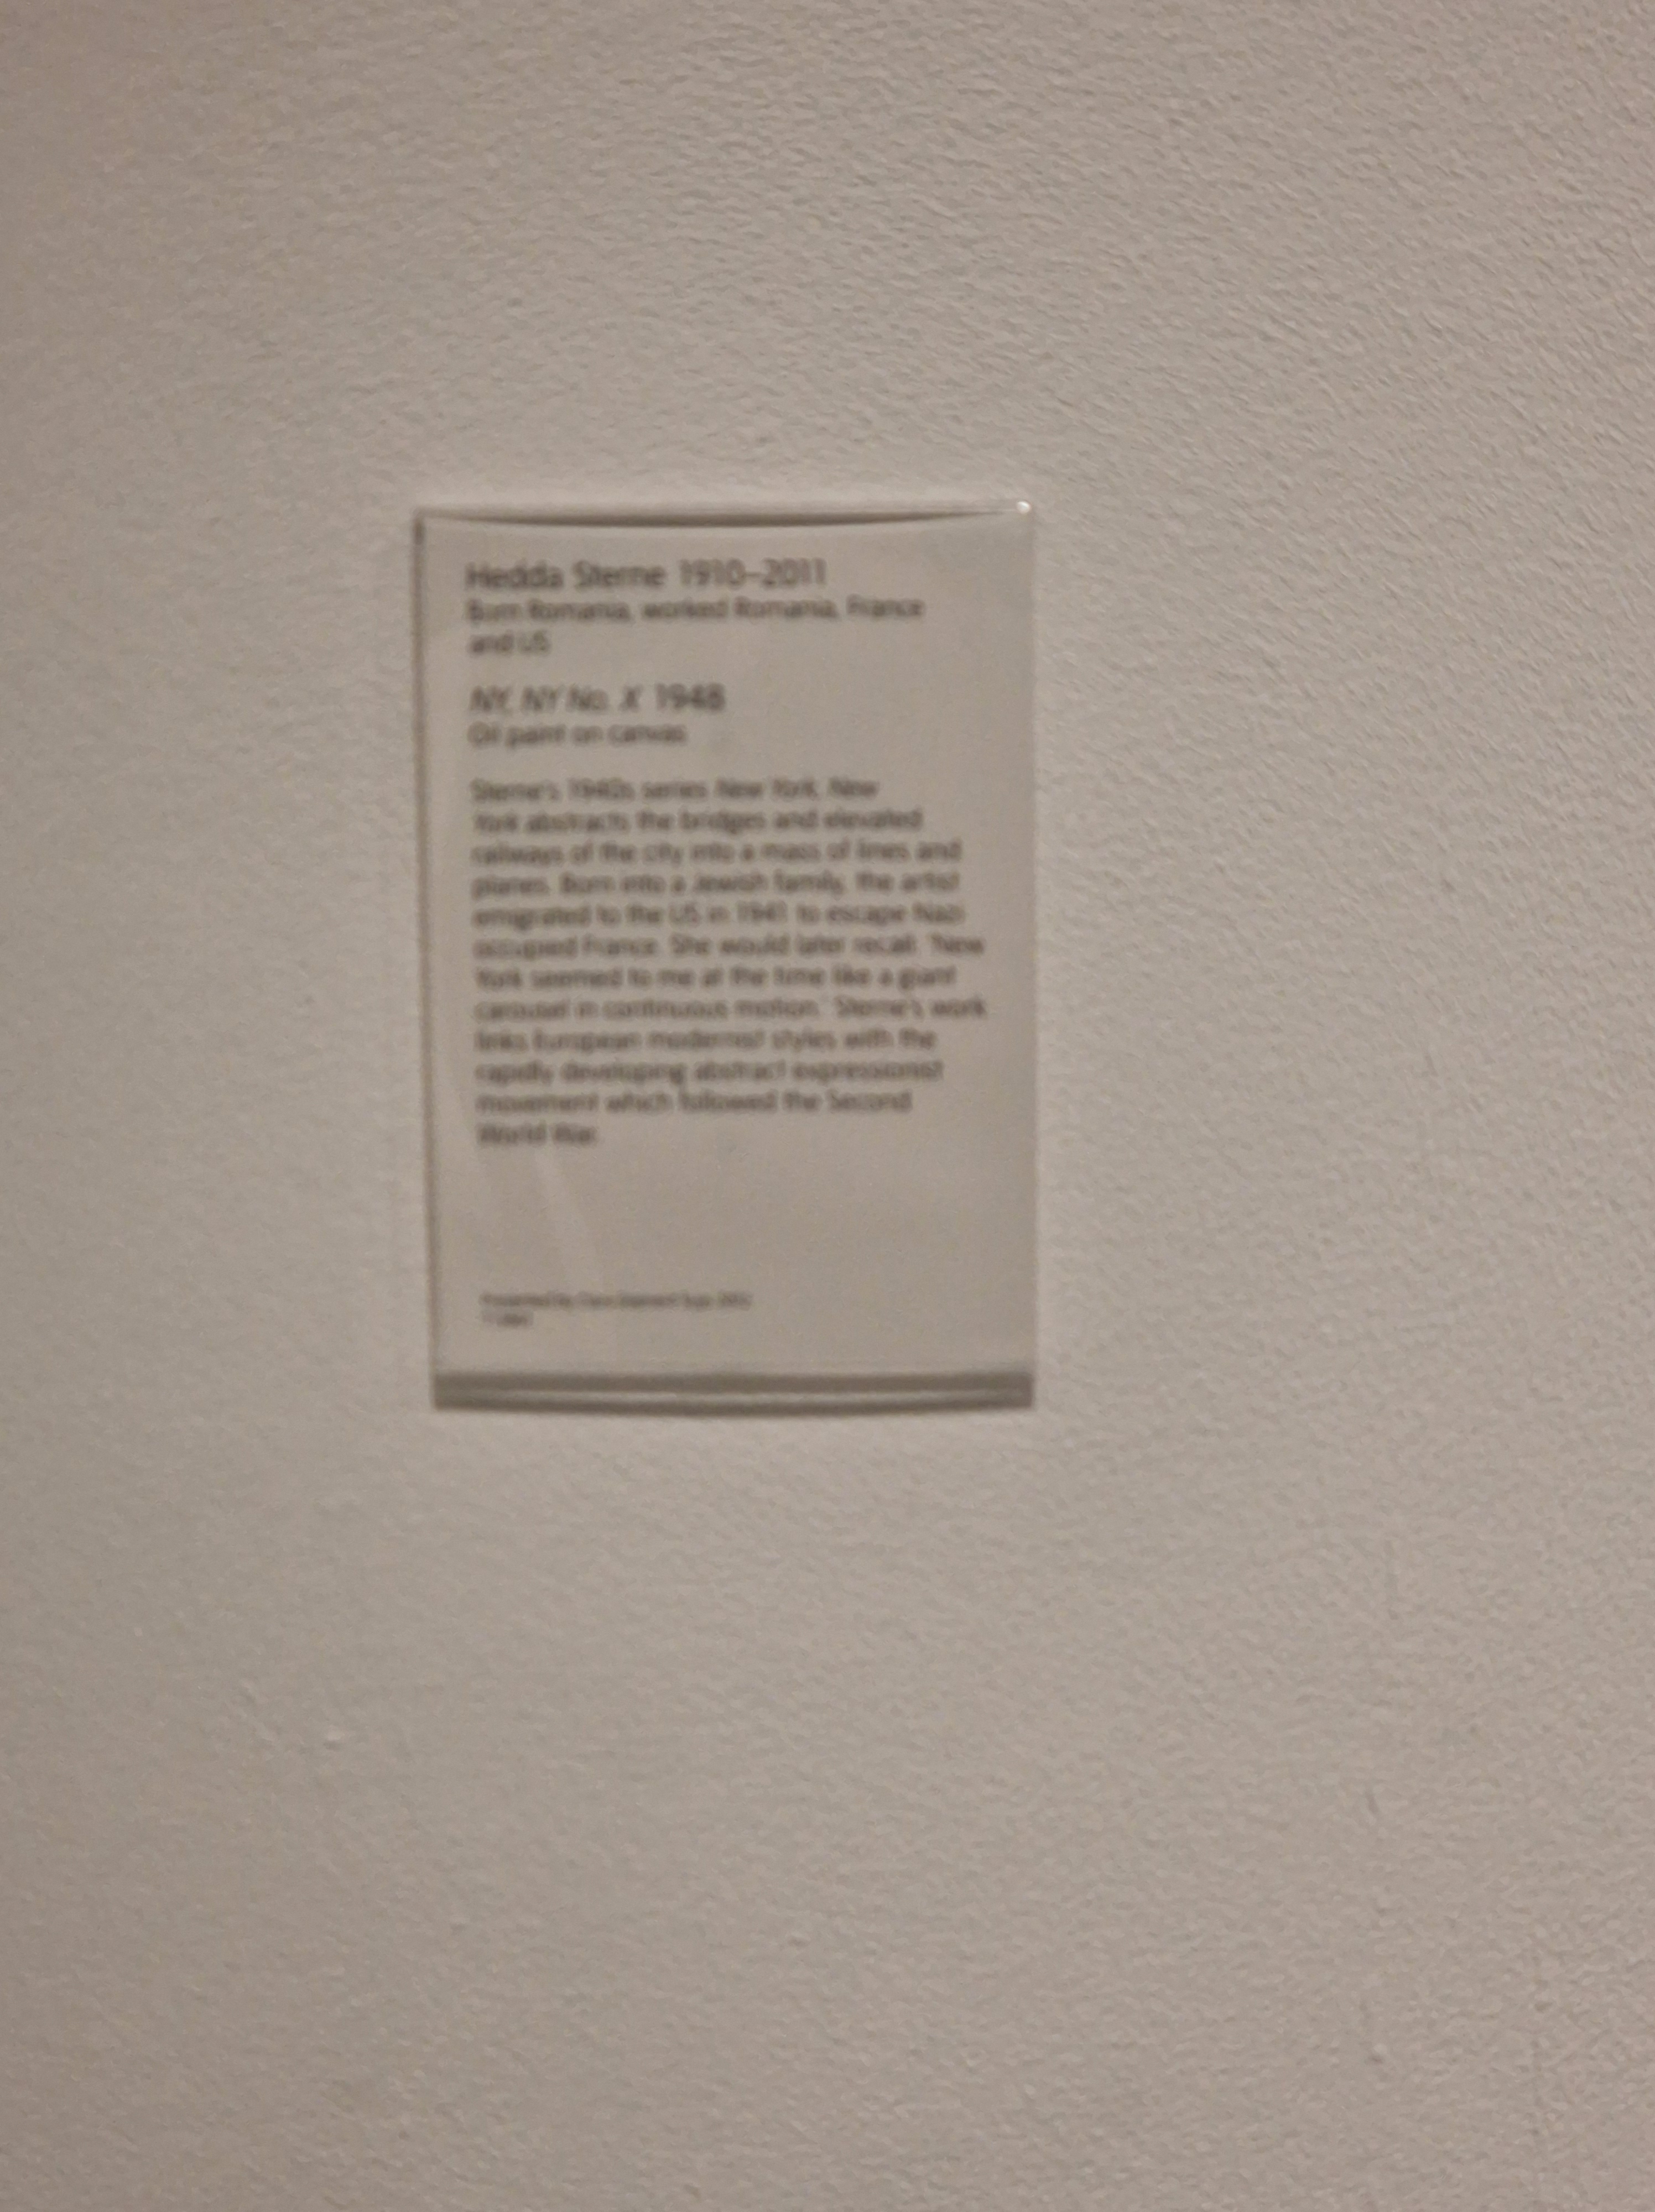 Hedda Sterne 1910–2011
Born Romania, worked Romania, France
and US
NY, NY No. X 1948
Oil paint on canvas
Sterne's 1940s series New York, New
York abstracts the bridges and elevated
railways of the city into a mass of lines and
planes. Born into a Jewish family, the artist
emigrated to the US in 1941 to escape Nazi
occupied France. She would later recall: 'New
York seemed to me at the time like a giant
carousel in continuous motion.' Sterne's work
links European modernist styles with the
rapidly developing abstract expressionist
movement which followed the Second
World War.
Presented by Clara Diament Sujo